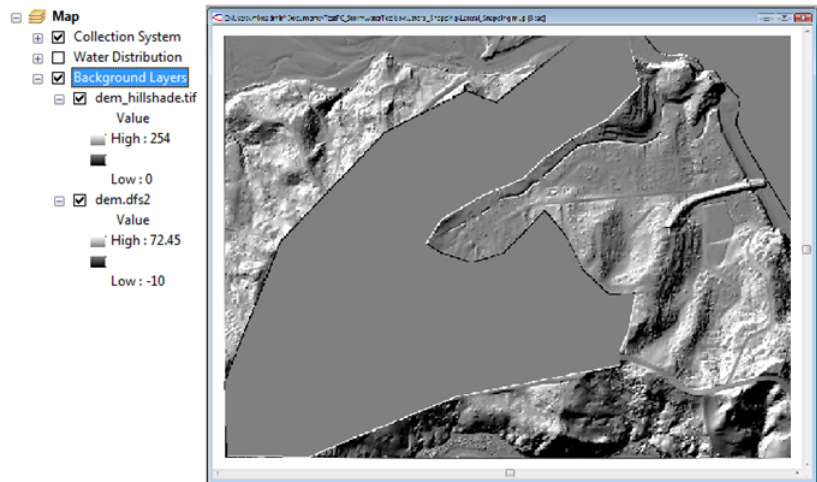 Map
Collection System
Water Distribution
Background Layers
dem_hillshade.tif
Value
High : 254
Low : 0
dem.dfs2
Value
High : 72.45
Low : -10